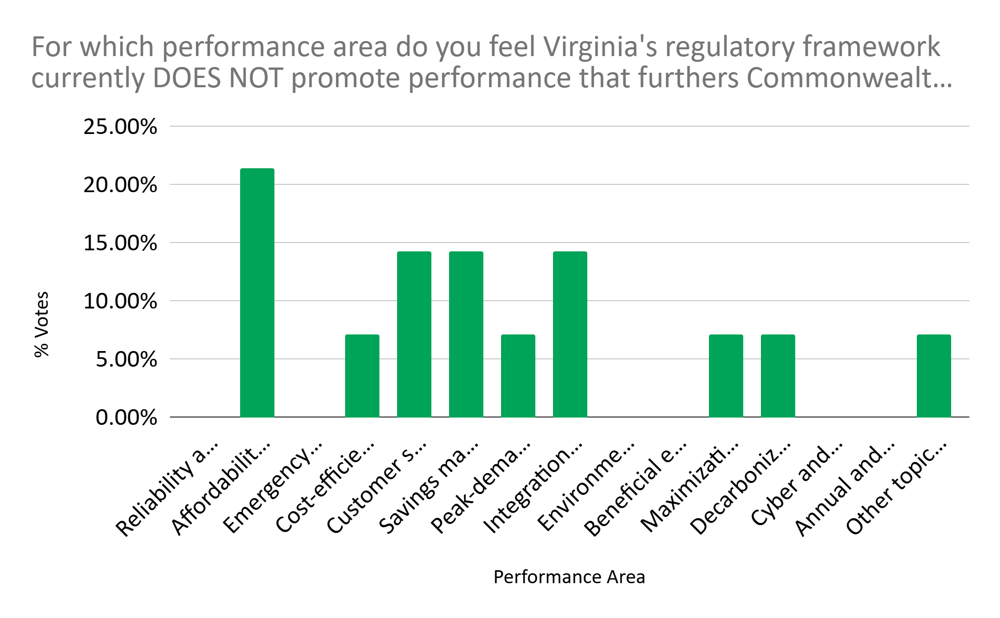 For which performance area do you feel Virginia's regulatory framework
currently DOES NOT promote performance that furthers Commonwealt...
25.00%
20.00%
15.00%
10.00%
5.00%
0.00%
% Votes
Reliability a...
Affordabilit...
Emergency...
Cost-efficie...
Customer s...
Savings ma...
Peak-dema...
Integration...
Environme...
Beneficial e...
Maximizati...
Decarboniz...
Cyber and...
Annual and...
Other topic...
Performance Area